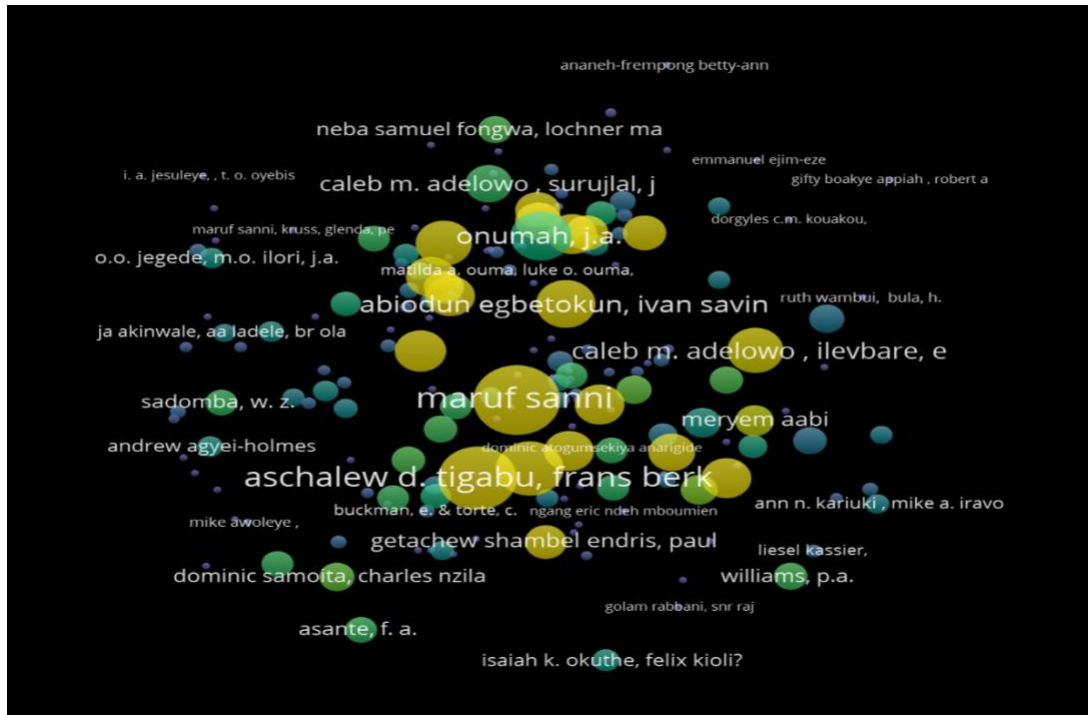 ananeh-frempong betty-ann
neba samuel fongwa, lochner ma
emmanuel ejim-eze
i. a. jesuleye, , t. o. oyebis
caleb m. adelowo , surujlal, j
gifty boakye appiah , robert a
dorgyles c.m. kouakou,
maruf sanni, kruss, glenda, pe
onumah, j.a.
o.o. jegede, m.o. ilori, j.a.
matilda a. ouma, luke o. ouma,
abiodun egbetokun, ivan savin
ruth wambui, bula, h.
ja akinwale, aa ladele, br ola
caleb m. adelowo , ilevbare, e
maruf sanni
sadomba, w. z.
meryem aabi
andrew agyei-holmes
dominic atogumsekiya anarigide
aschalew d. tigabu, frans berk
ann n. kariuki , mike a. iravo
buckman, e. & torte, c.
ngang eric ndeh mboumien
mike awoleye ,
getachew shambel endris, paul
liesel kassier,
dominic samoita, charles nzila
williams, p.a.
golam rabbani, snr raj
asante, f. a.
isaiah k. okuthe, felix kioli?